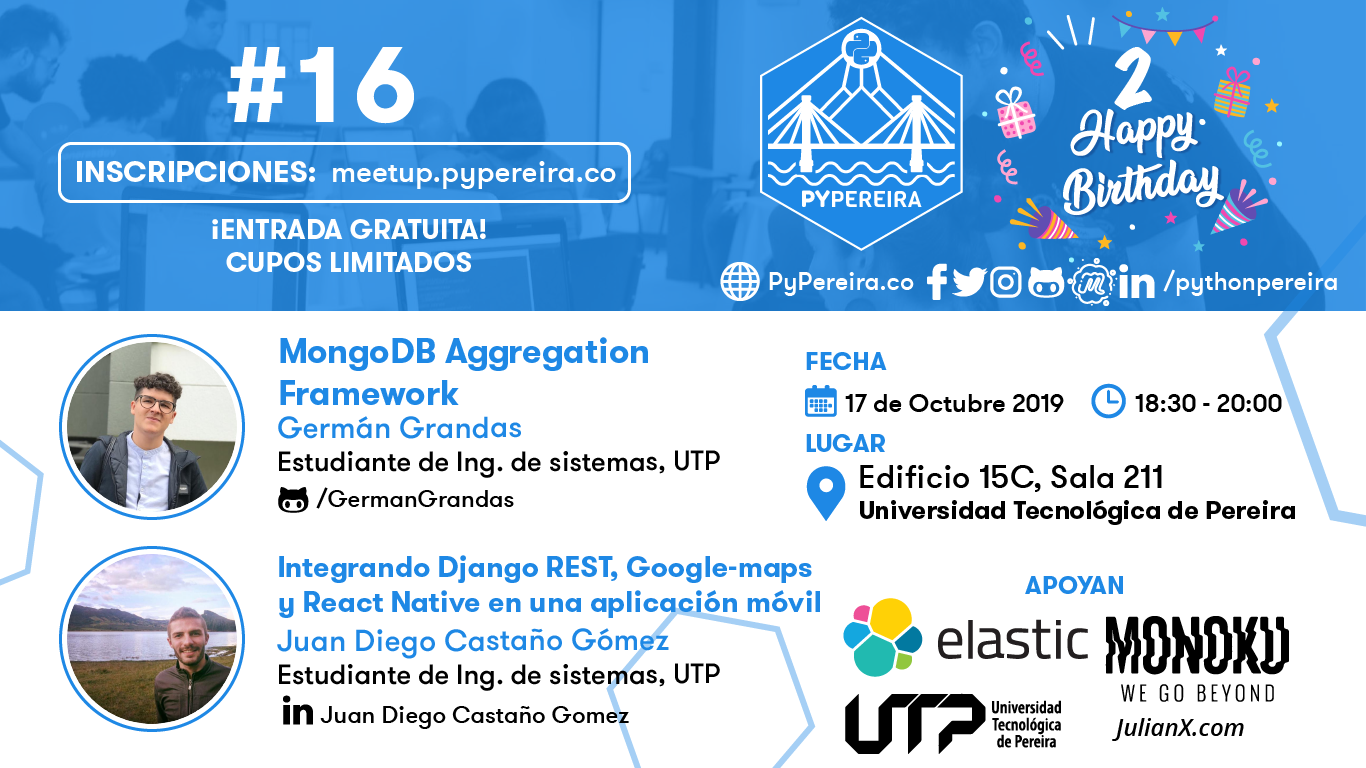 #16
INSCRIPCIONES: meetup.pypereira.co
¡ENTRADA GRATUITA!
CUPOS LIMITADOS
PYPEREIRA
2
Happy
Birthday
PyPereira.co
/pythonpereira
MongoDB Aggregation
Framework
Germán Grandas
Estudiante de Ing. de sistemas, UTP
/GermanGrandas
Integrando Django REST, Google-maps
y React Native en una aplicación móvil
Juan Diego Castaño Gómez
Estudiante de Ing. de sistemas, UTP
in Juan Diego Castaño Gomez
FECHA
17 de Octubre 2019
18:30 - 20:00
LUGAR
Edificio 15C, Sala 211
Universidad Tecnológica de Pereira
APOYAN
elastic
MONOKU
WE GO BEYOND
UTP
Universidad
Tecnológica
de Pereira
JulianX.com